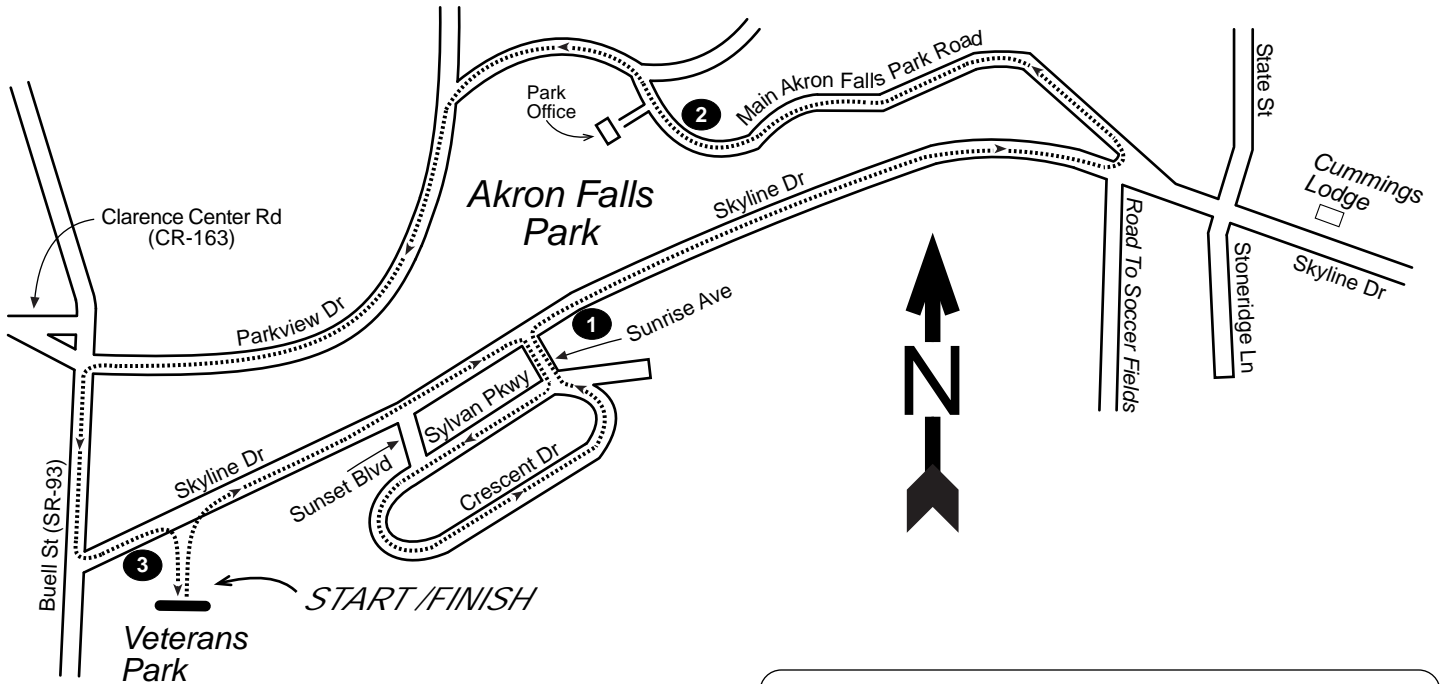 Main Akron Falls Park Road
State St
Park
Office
2
Cummings
Lodge
Akron Falls
Park
Skyline Dr
Clarence Center Rd
(CR-163)
Road To Soccer Fields
Stoneridge Ln
Skyline Dr
Parkview Dr
1
Sunrise Ave
N
Sylvan Pkwy
Skyline Dr
Sunset Blvd
Crescent Dr
Buell St (SR-93)
3
START /FINISH
Veterans
Park